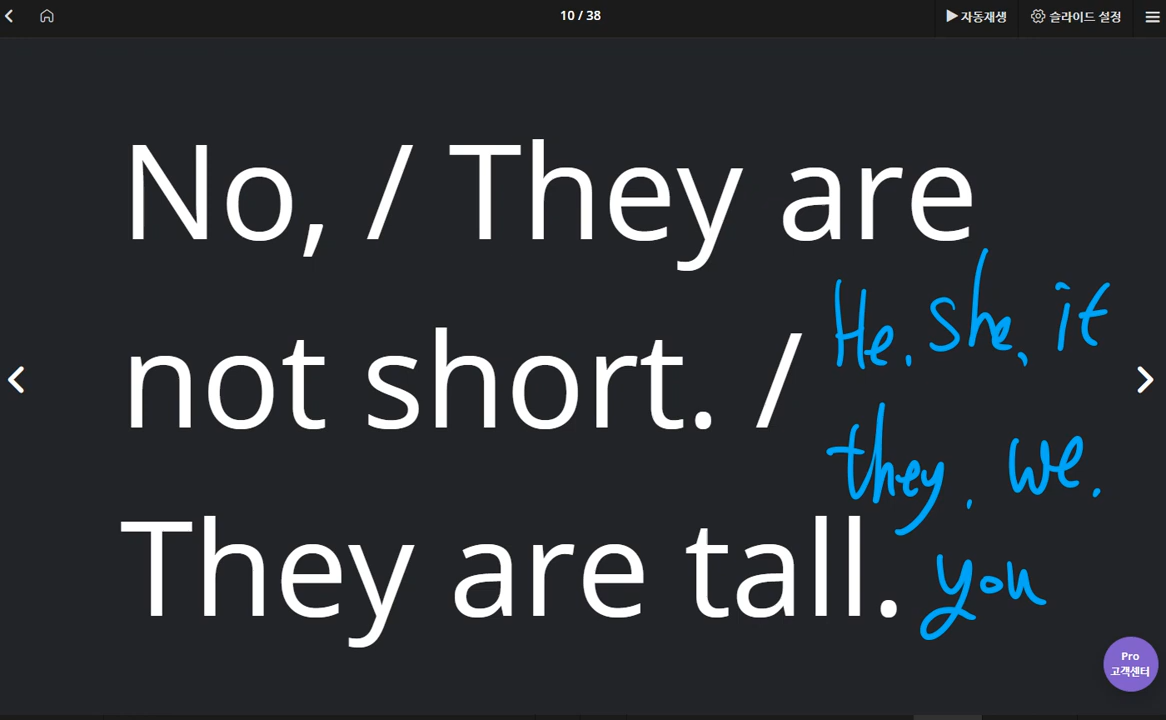 10 / 38
자동재생
슬라이드 설정
No, / They are
not short. /
They are tall.
He, she, it
they, we,
you
Pro
고객센터